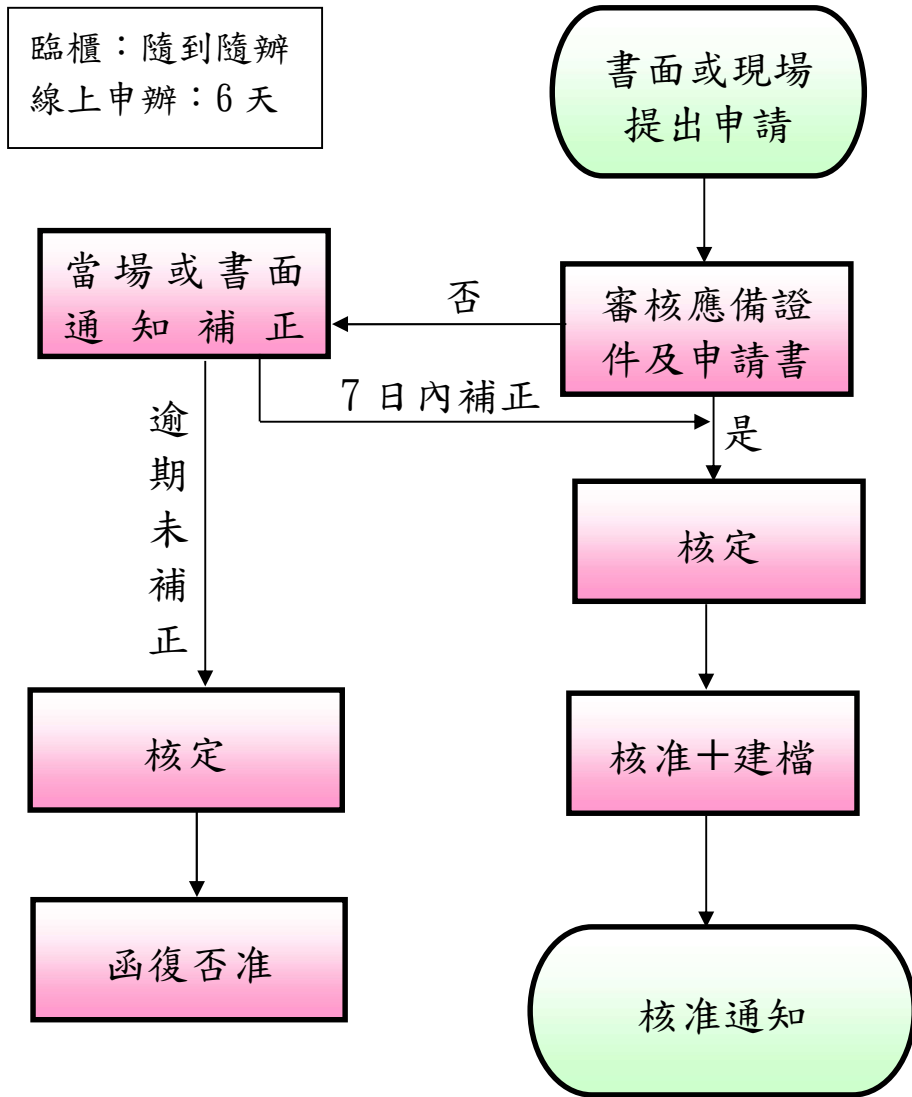 臨櫃：隨到隨辦
線上申辦：6天
書面或現場
提出申請
當場或書面
通知補正
否
審核應備證
件及申請書
7日內補正
是
逾期未補正
核定
核定
核准＋建檔
函復否准
核准通知